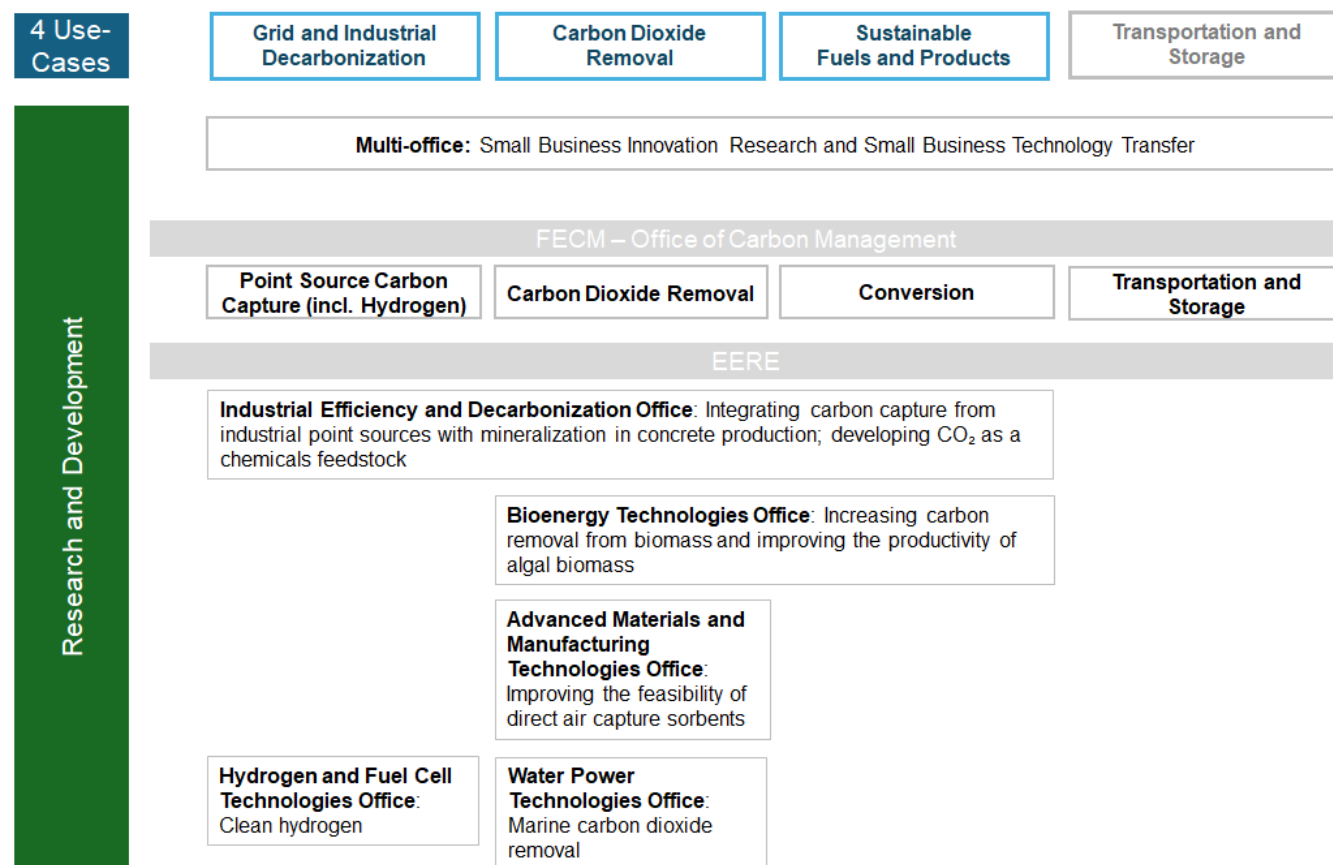 4 Use-
Cases
Grid and Industrial
Decarbonization
Carbon Dioxide
Removal
Sustainable
Fuels and Products
Transportation and
Storage
Research and Development
Multi-office: Small Business Innovation Research and Small Business Technology Transfer
FECM – Office of Carbon Management
Point Source Carbon
Capture (incl. Hydrogen)
Carbon Dioxide Removal
Conversion
Transportation and
Storage
EERE
Industrial Efficiency and Decarbonization Office: Integrating carbon capture from
industrial point sources with mineralization in concrete production; developing CO₂ as a
chemicals feedstock
Bioenergy Technologies Office: Increasing carbon
removal from biomass and improving the productivity of
algal biomass
Advanced Materials and
Manufacturing
Technologies Office:
Improving the feasibility of
direct air capture sorbents
Hydrogen and Fuel Cell
Technologies Office:
Clean hydrogen
Water Power
Technologies Office:
Marine carbon dioxide
removal